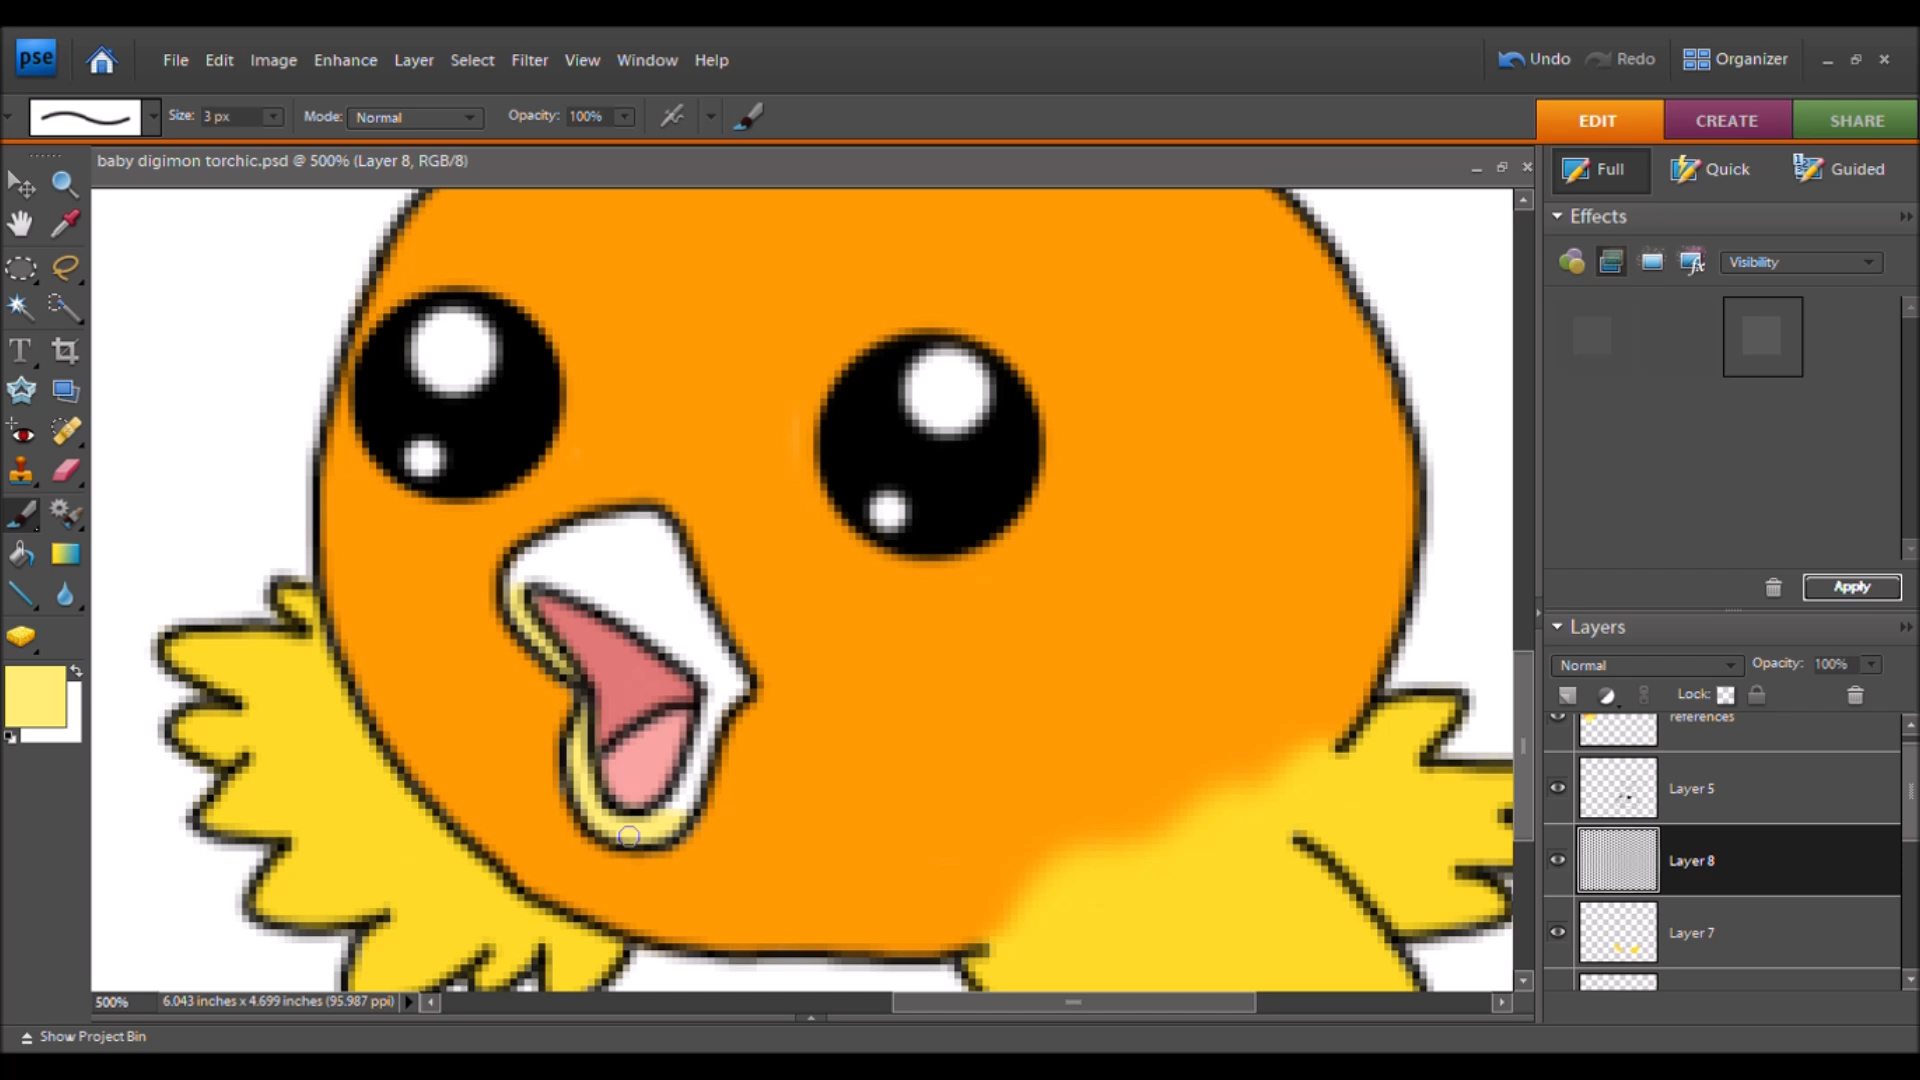 pse File Edit Image Enhance Layer Select Filter View Window Help Undo Redo Organizer
Size: 3 px Mode: Normal Opacity: 100% EDIT CREATE SHARE
baby digimon torchic.psd @ 500% (Layer 8, RGB/8)
Full Quick Guided
Effects
Visibility
Apply
Layers
Normal Opacity: 100%
Lock:
references
Layer 5
Layer 8
Layer 7
500% 6.043 inches x 4.699 inches (95.987 ppi)
Show Project Bin